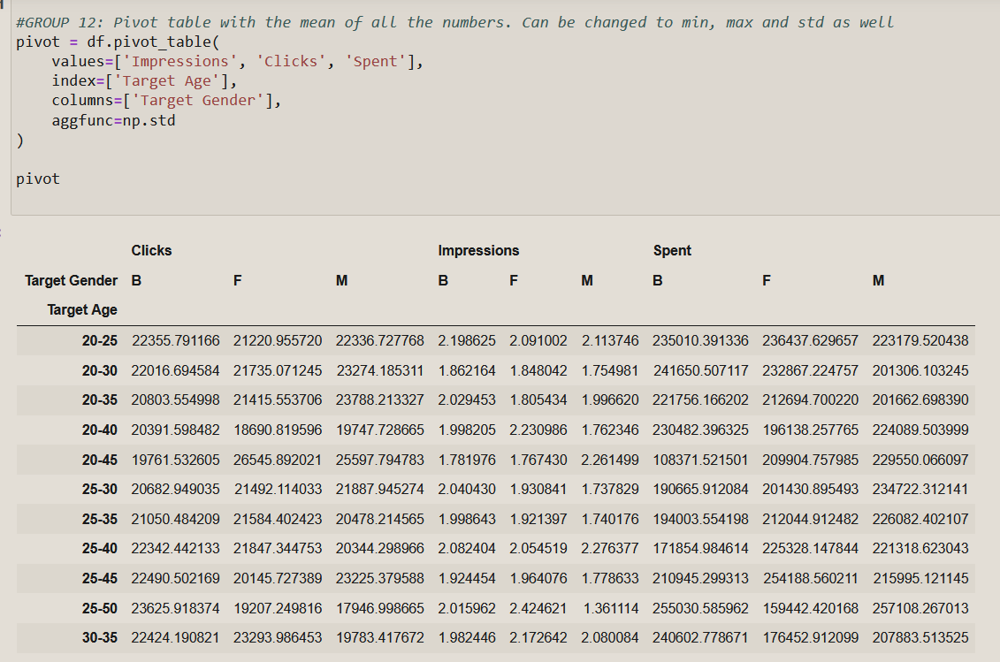 #GROUP 12: Pivot table with the mean of all the numbers. Can be changed to min, max and std as well
pivot = df.pivot_table(
    values=['Impressions', 'Clicks', 'Spent'],
    index=['Target Age'],
    columns=['Target Gender'],
    aggfunc=np.std
)
pivot
Clicks Impressions Spent
Target Gender B F M B F M B F M
Target Age
20-25 22355.791166 21220.955720 22336.727768 2.198625 2.091002 2.113746 235010.391336 236437.629657 223179.520438
20-30 22016.694584 21735.071245 23274.185311 1.862164 1.848042 1.754981 241650.507117 232867.224757 201306.103245
20-35 20803.554998 21415.553706 23788.213327 2.029453 1.805434 1.996620 221756.166202 212694.700220 201662.698390
20-40 20391.598482 18690.819596 19747.728665 1.998205 2.230986 1.762346 230482.396325 196138.257765 224089.503999
20-45 19761.532605 26545.892021 25597.794783 1.781976 1.767430 2.261499 108371.521501 209904.757985 229550.066097
25-30 20682.949035 21492.114033 21887.945274 2.040430 1.930841 1.737829 190665.912084 201430.895493 234722.312141
25-35 21050.484209 21584.402423 20478.214565 1.998643 1.921397 1.740176 194003.554198 212044.912482 226082.402107
25-40 22342.442133 21847.344753 20344.298966 2.082404 2.054519 2.276377 171854.984614 225328.147844 221318.623043
25-45 22490.502169 20145.727389 23225.379588 1.924454 1.964076 1.778633 210945.299313 254188.560211 215995.121145
25-50 23625.918374 19207.249816 17946.998665 2.015962 2.424621 1.361114 255030.585962 159442.420168 257108.267013
30-35 22424.190821 23293.986453 19783.417672 1.982446 2.172642 2.080084 240602.778671 176452.912099 207883.513525